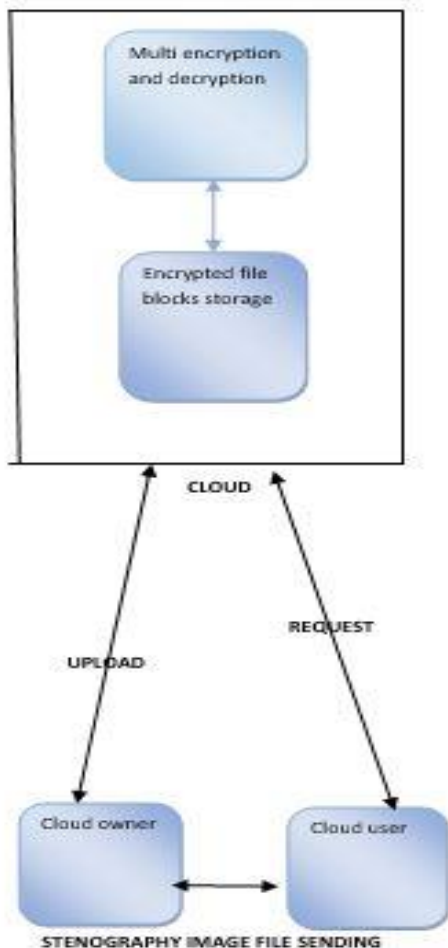 Multi encryption
and decryption
Encrypted file
blocks storage
CLOUD
REQUEST
UPLOAD
Cloud owner
Cloud user
STENOGRAPHY IMAGE FILE SENDING